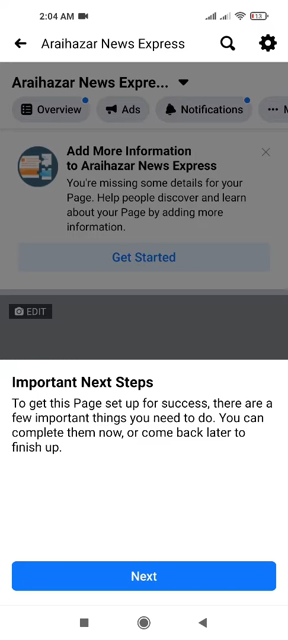 2:04 AM
13
Araihazar News Express
Araihazar News Expre...
Overview
Ads
Notifications
Add More Information
to Araihazar News Express
You're missing some details for your
Page. Help people discover and learn
about your Page by adding more
information.
Get Started
EDIT
Important Next Steps
To get this Page set up for success, there are a
few important things you need to do. You can
complete them now, or come back later to
finish up.
Next